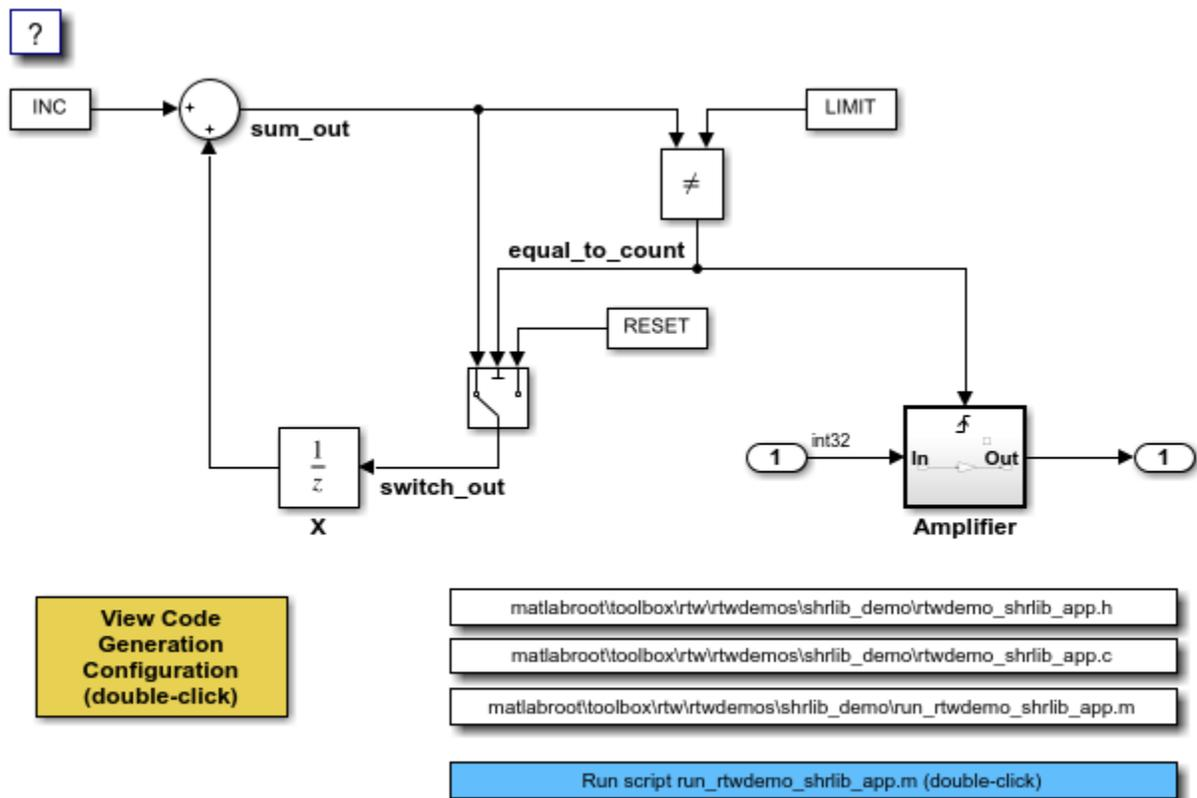 ?
INC
+
+
sum_out
LIMIT
≠
equal_to_count
RESET
1
z
X
switch_out
1
int32
In
Out
1
Amplifier
View Code
Generation
Configuration
(double-click)
matlabroot\toolbox\rtw\rtwdemos\shrlib_demo\rtwdemo_shrlib_app.h
matlabroot\toolbox\rtw\rtwdemos\shrlib_demo\rtwdemo_shrlib_app.c
matlabroot\toolbox\rtw\rtwdemos\shrlib_demo\run_rtwdemo_shrlib_app.m
Run script run_rtwdemo_shrlib_app.m (double-click)